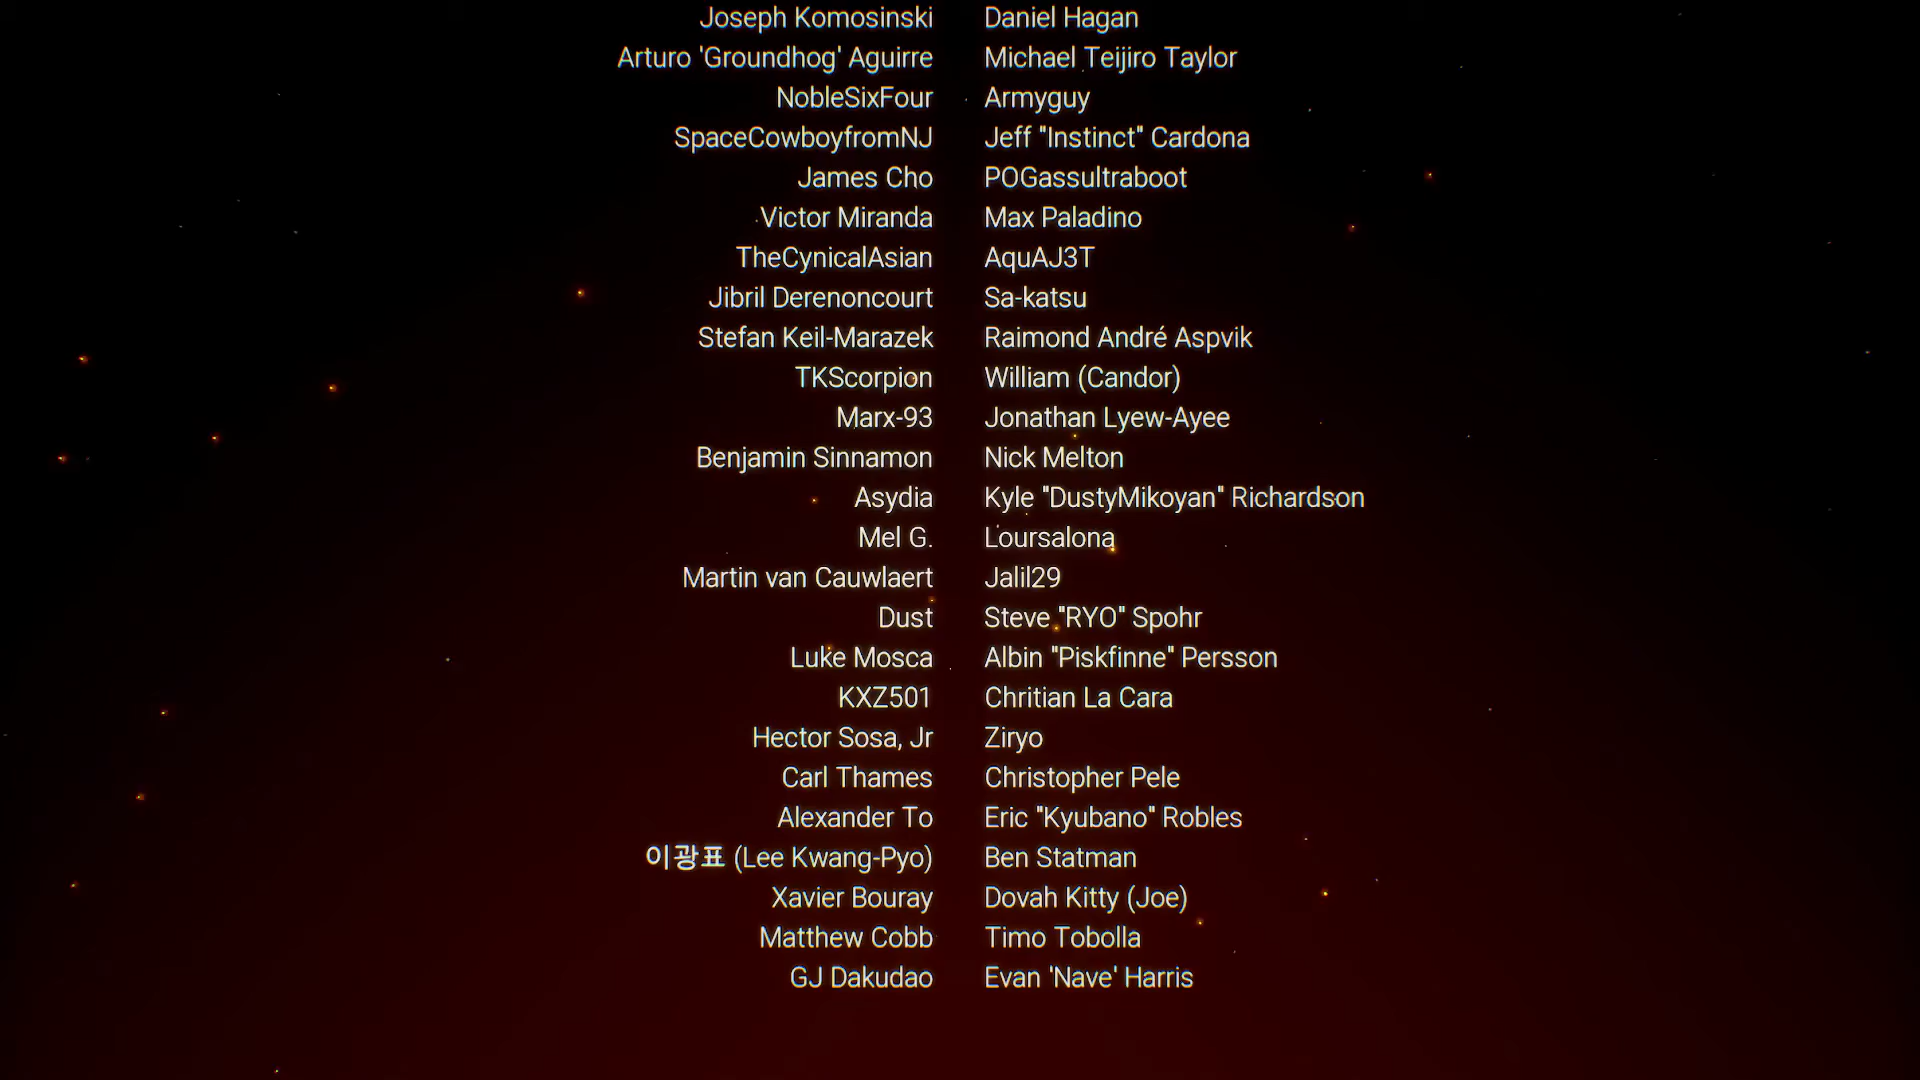 Joseph Komosinski Daniel Hagan
Arturo 'Groundhog' Aguirre Michael Teijiro Taylor
NobleSixFour Armyguy
SpaceCowboyfromNJ Jeff "Instinct" Cardona
James Cho POGassultraboot
Victor Miranda Max Paladino
TheCynicalAsian AquAJ3T
Jibril Derenoncourt Sa-katsu
Stefan Keil-Marazek Raimond André Aspvik
TKScorpion William (Candor)
Marx-93 Jonathan Lyew-Ayee
Benjamin Sinnamon Nick Melton
Asydia Kyle "DustyMikoyan" Richardson
Mel G. Loursalona
Martin van Cauwlaert Jalil29
Dust Steve "RYO" Spohr
Luke Mosca Albin "Piskfinne" Persson
KXZ501 Chritian La Cara
Hector Sosa, Jr Ziryo
Carl Thames Christopher Pele
Alexander To Eric "Kyubano" Robles
이광표 (Lee Kwang-Pyo) Ben Statman
Xavier Bouray Dovah Kitty (Joe)
Matthew Cobb Timo Tobolla
GJ Dakudao Evan 'Nave' Harris